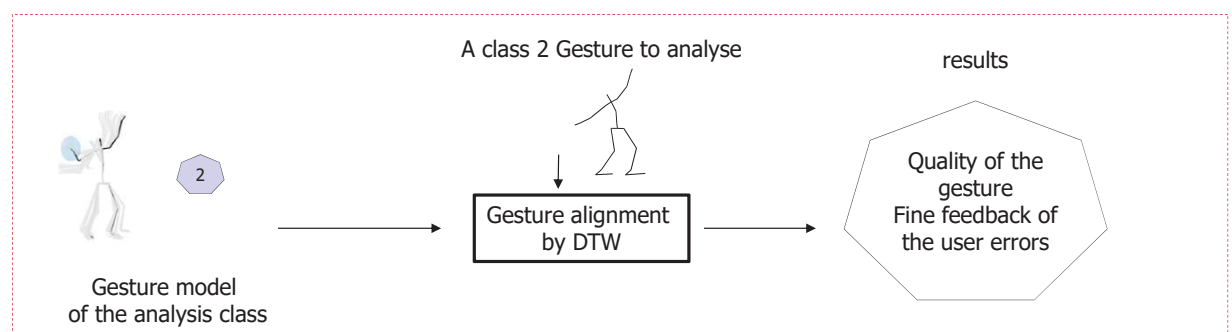 A class 2 Gesture to analyse
results
2
Quality of the
gesture
Fine feedback of
the user errors
Gesture alignment
by DTW
Gesture model
of the analysis class